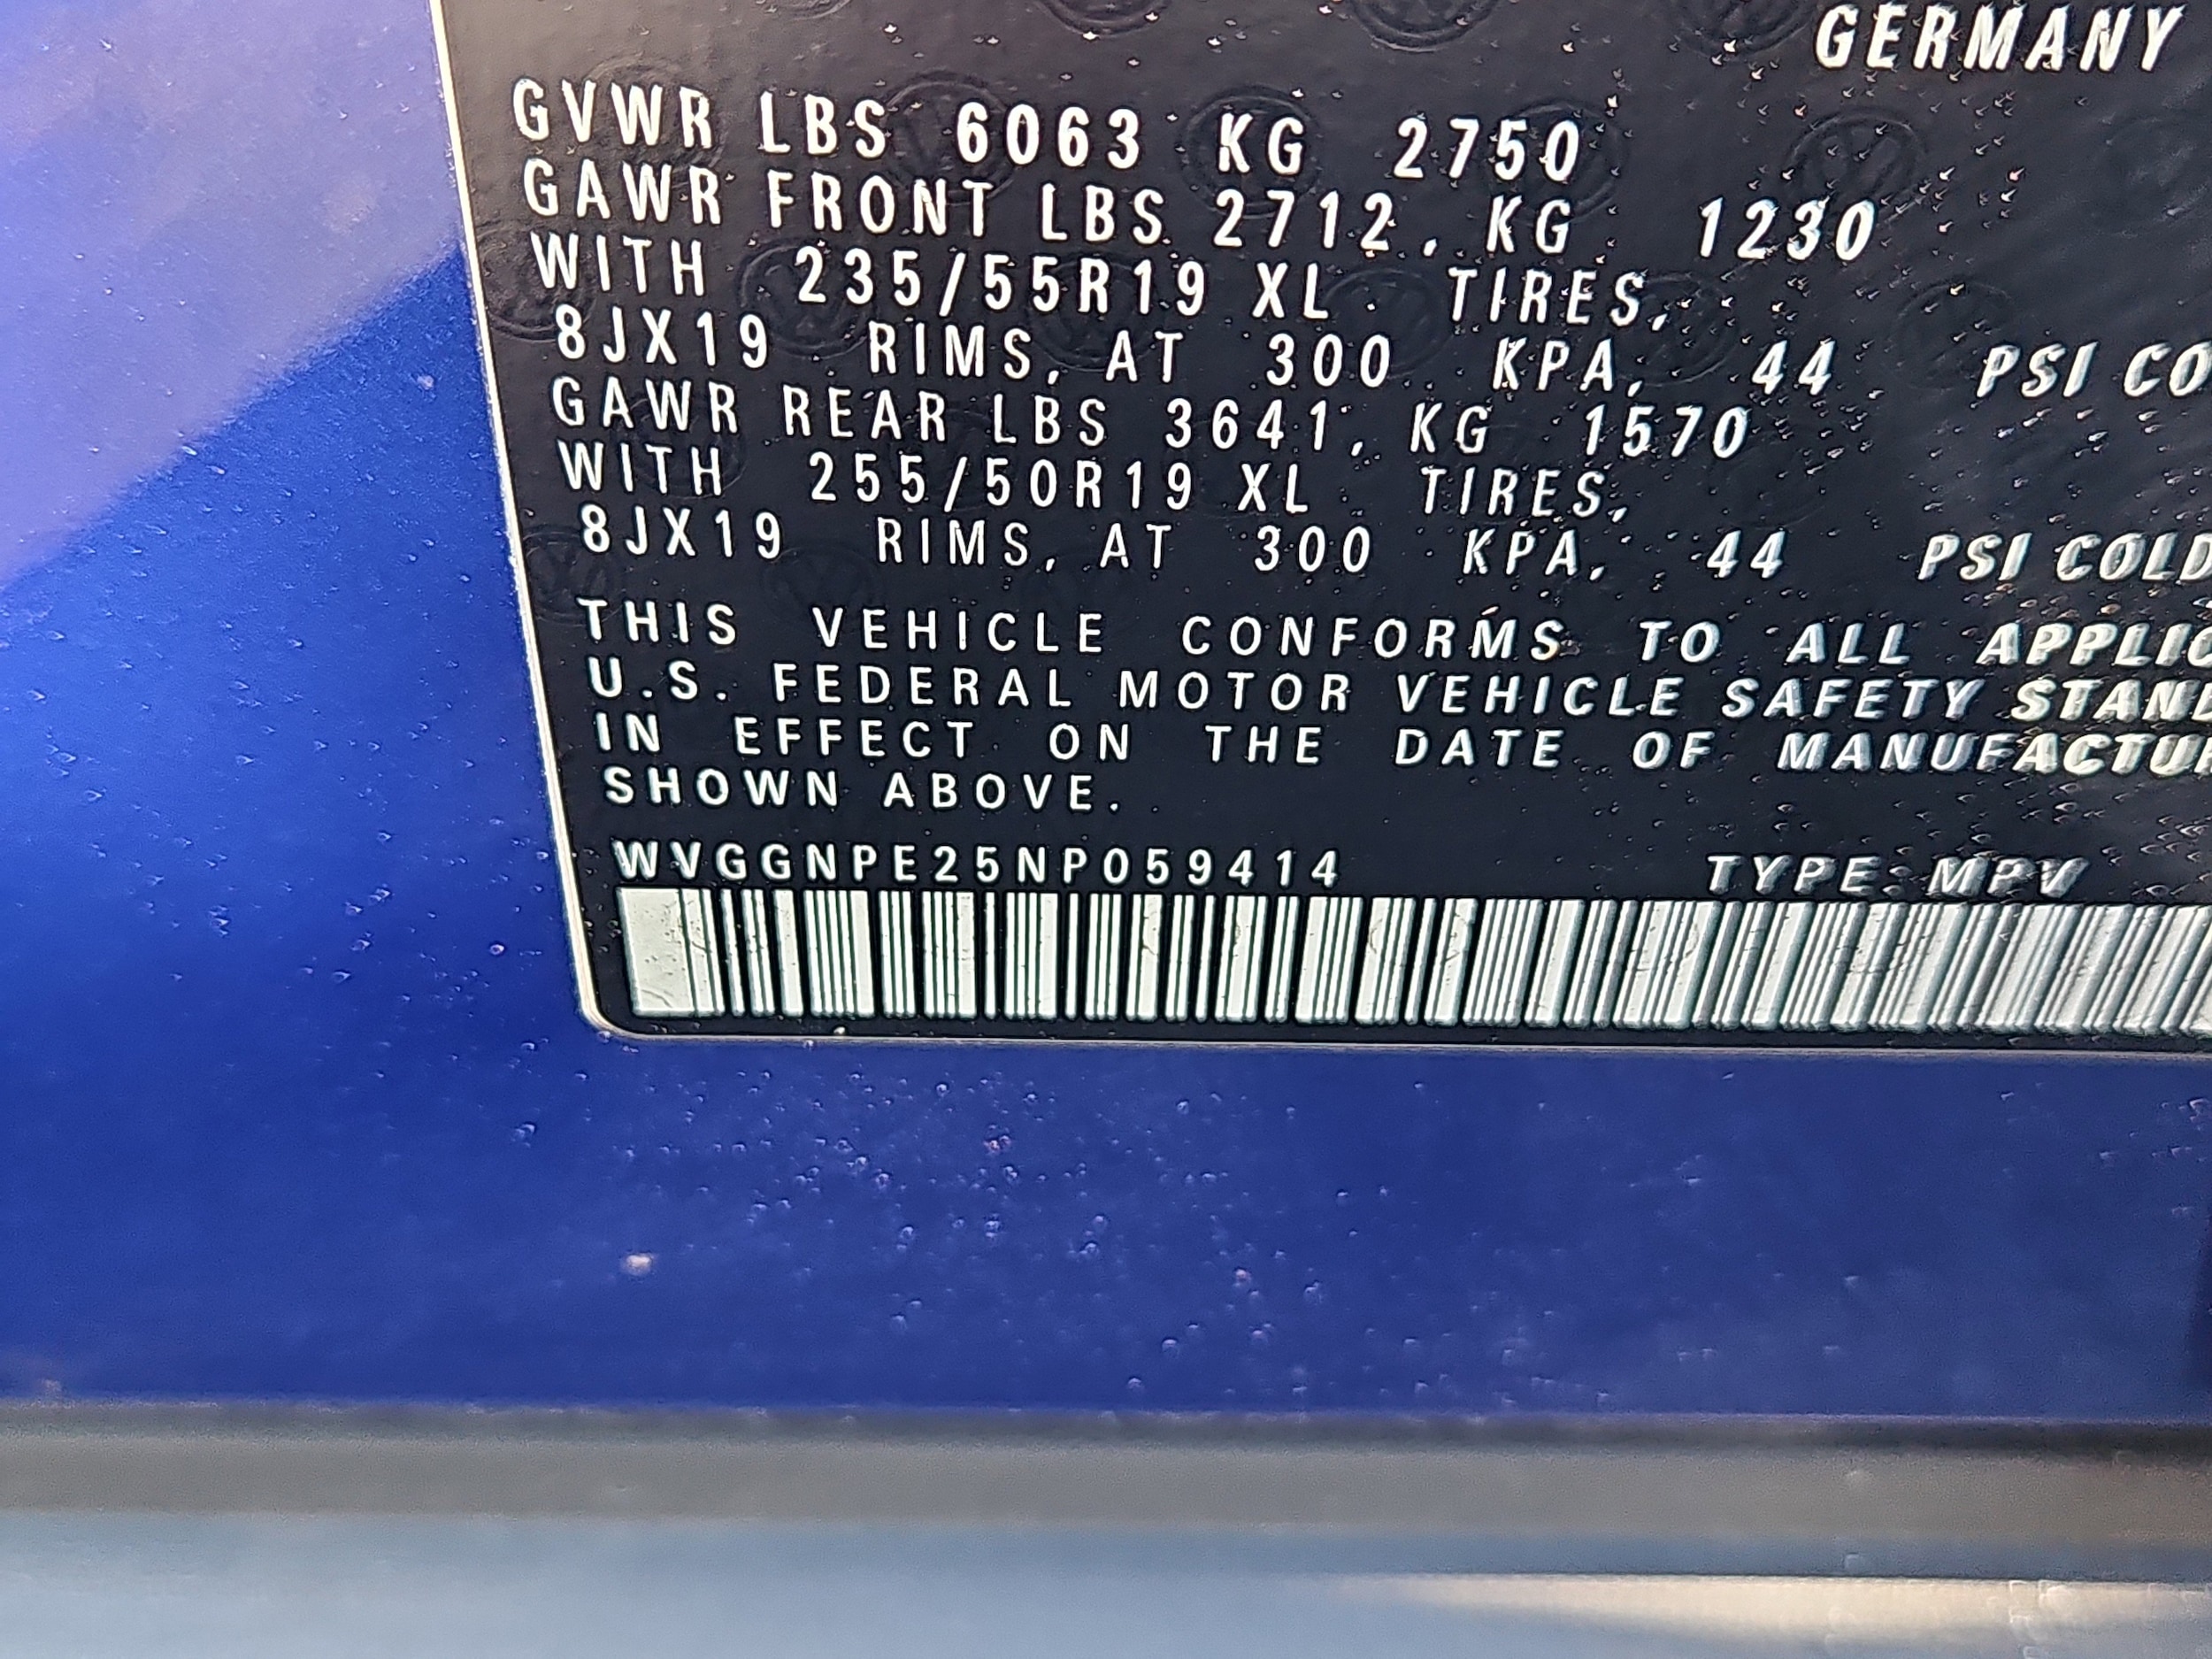 GERMANY
GVWR LBS 6063 KG 2750
GAWR FRONT LBS 2712, KG 1230
WITH 235/55R19 XL TIRES,
8JX19 RIMS, AT 300 KPA, 44 PSI CO
GAWR REAR LBS 3641, KG 1570
WITH 255/50R19 XL TIRES,
8JX19 RIMS, AT 300 KPA, 44 PSI COLD
THIS VEHICLE CONFORMS TO ALL APPLIC
U.S. FEDERAL MOTOR VEHICLE SAFETY STAND
IN EFFECT ON THE DATE OF MANUFACTUR
SHOWN ABOVE.
WVGGNPE25NP059414 TYPE: MPV